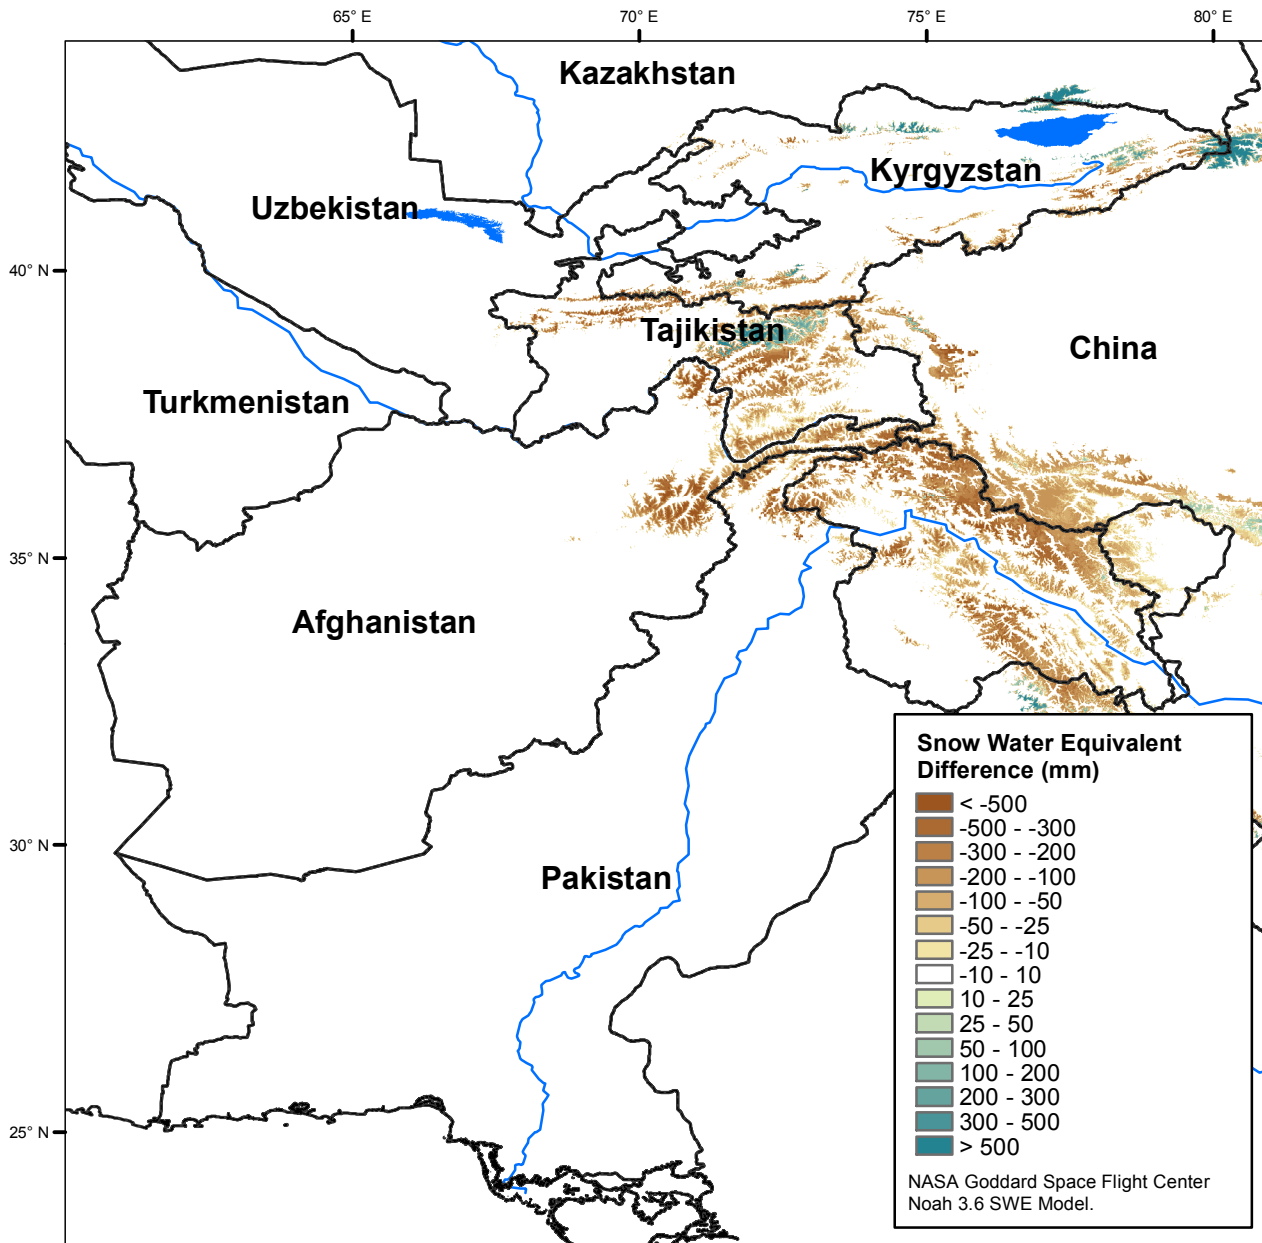 65° E
70° E
75° E
80° E
Kazakhstan
Kyrgyzstan
Uzbekistan
40° N
Tajikistan
China
Turkmenistan
35° N
Afghanistan
Snow Water Equivalent
Difference (mm)
< -500
-500 - -300
-300 - -200
-200 - -100
-100 - -50
-50 - -25
-25 - -10
-10 - 10
10 - 25
25 - 50
50 - 100
100 - 200
200 - 300
300 - 500
> 500
30° N
Pakistan
25° N
NASA Goddard Space Flight Center
Noah 3.6 SWE Model.